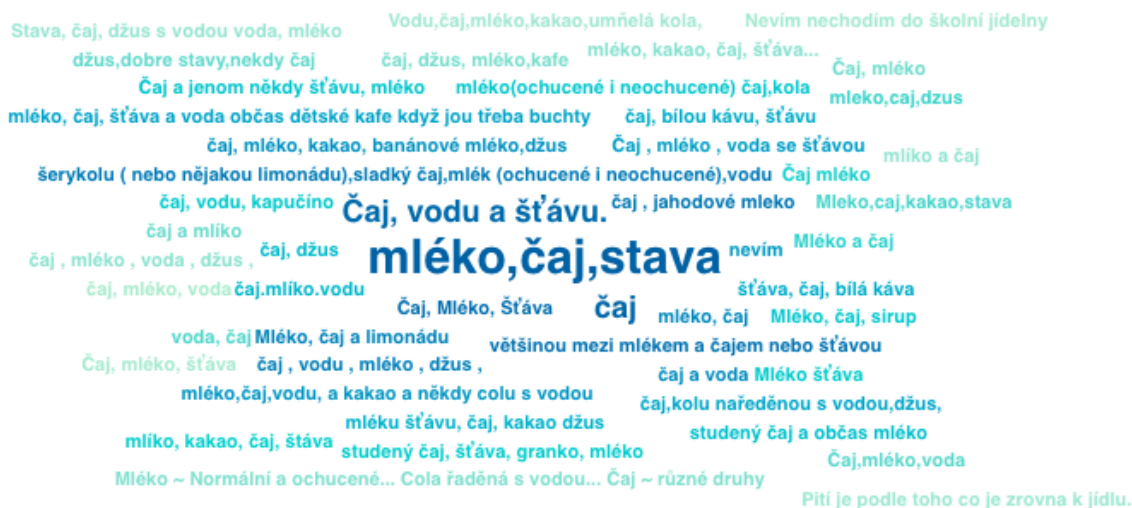 Vodu,čaj,mléko,kakao,umňelá kola,
Nevím nechodím do školní jídelny
Stava, čaj, džus s vodou voda, mléko
džus,dobre stavy,nekdy čaj
čaj, džus, mléko,kafe
mléko, kakao, čaj, šťáva...
Čaj, mléko
Čaj a jenom někdy šťávu, mléko
mléko(ochucené i neochucené) čaj,kola
mleko,caj,dzus
mléko, čaj, šťáva a voda občas dětské kafe když jou třeba buchty
čaj, bílou kávu, šťávu
čaj, mléko, kakao, banánové mléko,džus
Čaj , mléko , voda se šťávou
mlíko a čaj
šerykolu ( nebo nějakou limonádu),sladký čaj,mlék (ochucené i neochucené),vodu
Čaj mléko
čaj, vodu, kapučíno
Čaj, vodu a šťávu.
čaj , jahodové mleko
Mleko,caj,kakao,stava
čaj a mlíko
čaj, džus
mléko,čaj,stava
nevím
Mléko a čaj
čaj , mléko , voda , džus ,
čaj, mléko, voda
čaj.mlíko.vodu
šťáva, čaj, bílá káva
Čaj, Mléko, Šťáva
čaj
mléko, čaj
Mléko, čaj, sirup
voda, čaj
Mléko, čaj a limonádu
většinou mezi mlékem a čajem nebo šťávou
Čaj, mléko, šťáva
čaj , vodu , mléko , džus ,
čaj a voda
Mléko šťáva
mléko,čaj,vodu, a kakao a někdy colu s vodou
čaj,kolu naředěnou s vodou,džus,
mléku šťávu, čaj, kakao džus
studený čaj a občas mléko
mlíko, kakao, čaj, štáva
studený čaj, šťáva, granko, mléko
Čaj,mléko,voda
Mléko ~ Normální a ochucené... Cola řaděná s vodou... Čaj ~ různé druhy
Pití je podle toho co je zrovna k jídlu.